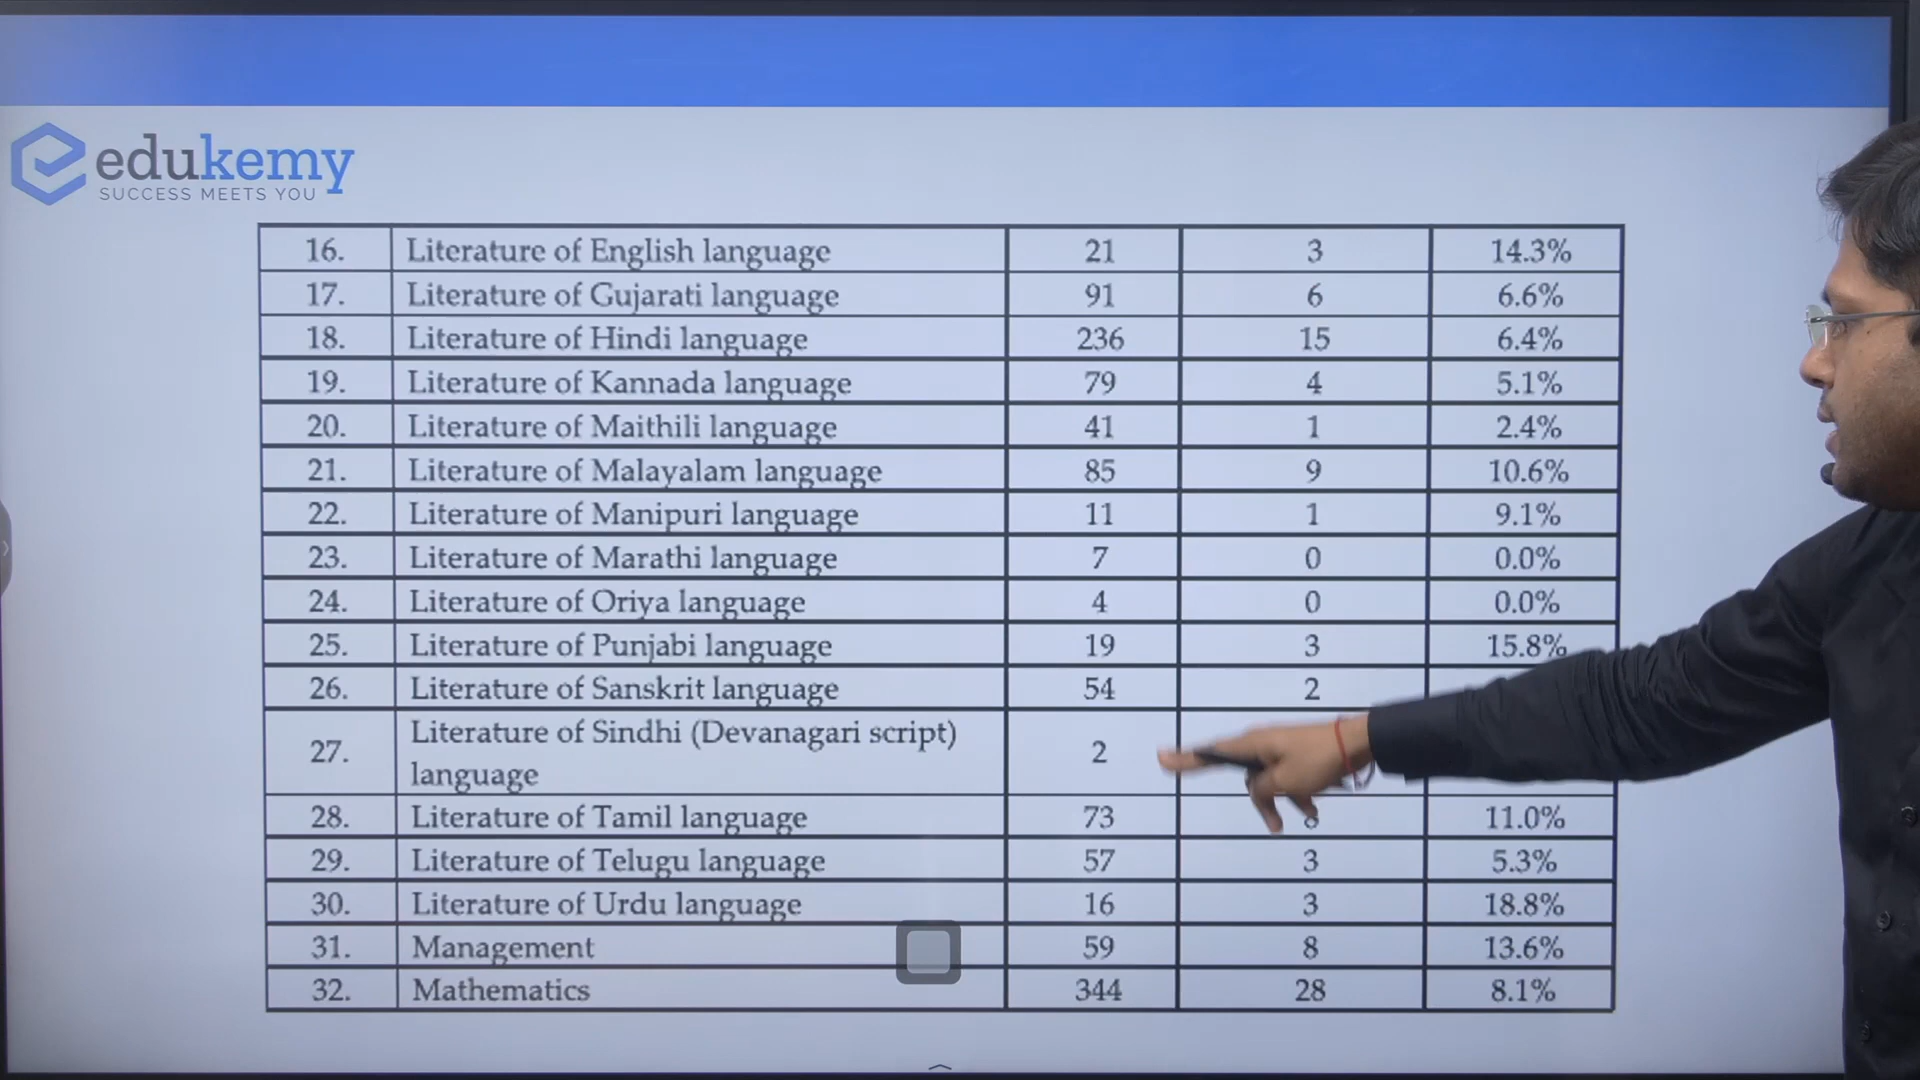 edukemy
SUCCESS MEETS YOU
16. Literature of English language 21 3 14.3%
17. Literature of Gujarati language 91 6 6.6%
18. Literature of Hindi language 236 15 6.4%
19. Literature of Kannada language 79 4 5.1%
20. Literature of Maithili language 41 1 2.4%
21. Literature of Malayalam language 85 9 10.6%
22. Literature of Manipuri language 11 1 9.1%
23. Literature of Marathi language 7 0 0.0%
24. Literature of Oriya language 4 0 0.0%
25. Literature of Punjabi language 19 3 15.8%
26. Literature of Sanskrit language 54 2
27. Literature of Sindhi (Devanagari script) 2
language
28. Literature of Tamil language 73 11.0%
29. Literature of Telugu language 57 3 5.3%
30. Literature of Urdu language 16 3 18.8%
31. Management 59 8 13.6%
32. Mathematics 344 28 8.1%